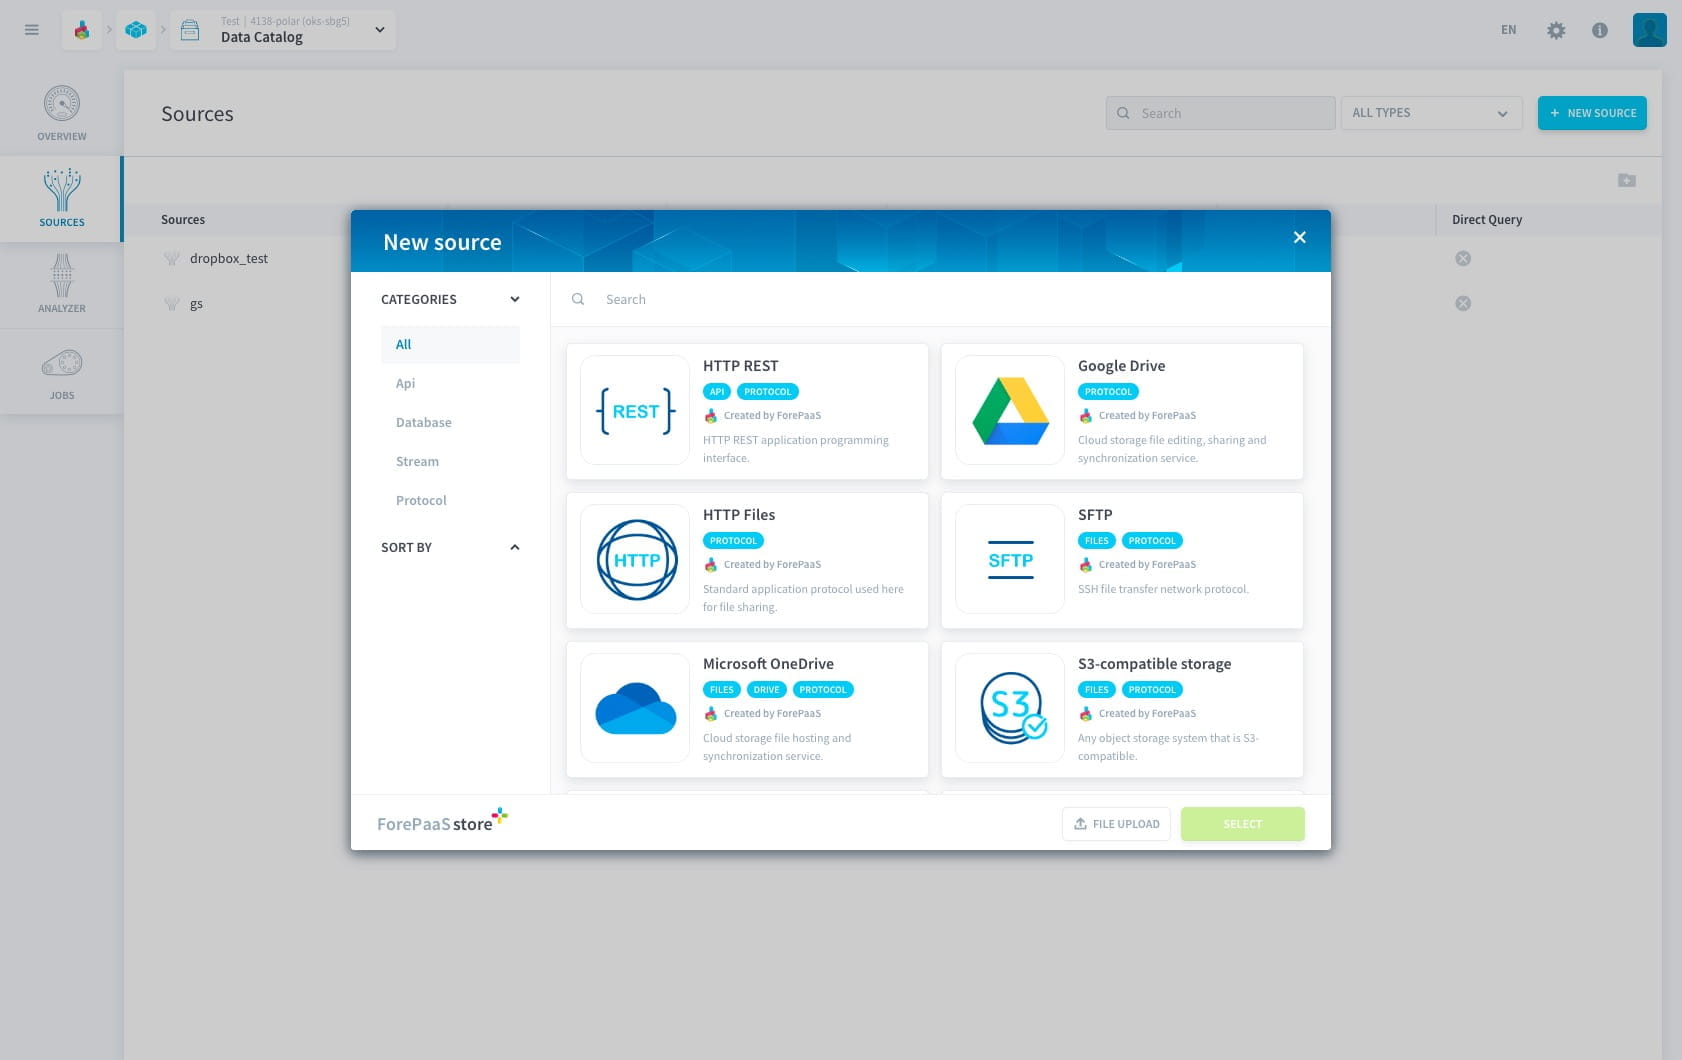 Test | 4138-polar (oks-sbg5)
Data Catalog
EN
OVERVIEW
SOURCES
ANALYZER
JOBS
Sources
Search
ALL TYPES
+ NEW SOURCE
Sources
Direct Query
dropbox_test
gs
New source
CATEGORIES
All
Api
Database
Stream
Protocol
SORT BY
Search
{REST}
HTTP REST
API PROTOCOL
Created by ForePaaS
HTTP REST application programming
interface.
Google Drive
PROTOCOL
Created by ForePaaS
Cloud storage file editing, sharing and
synchronization service.
HTTP
HTTP Files
PROTOCOL
Created by ForePaaS
Standard application protocol used here
for file sharing.
SFTP
SFTP
FILES PROTOCOL
Created by ForePaaS
SSH file transfer network protocol.
Microsoft OneDrive
FILES DRIVE PROTOCOL
Created by ForePaaS
Cloud storage file hosting and
synchronization service.
S3
S3-compatible storage
FILES PROTOCOL
Created by ForePaaS
Any object storage system that is S3-
compatible.
ForePaaS store
FILE UPLOAD
SELECT